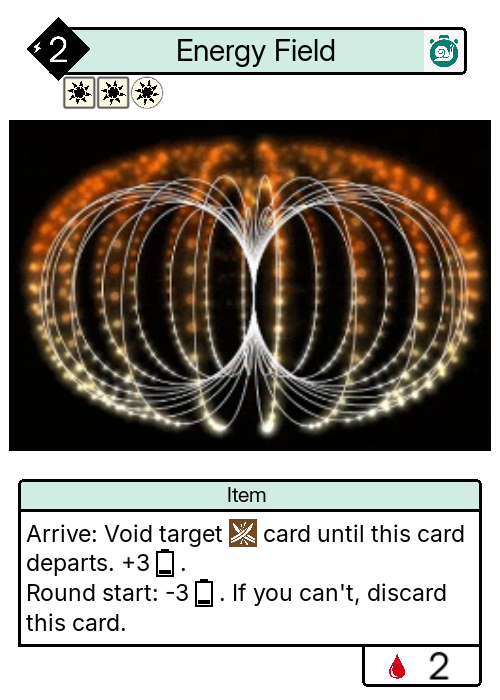 2
Energy Field
Item
Arrive: Void target card until this card
departs. +3 .
Round start: -3 . If you can't, discard
this card.
2